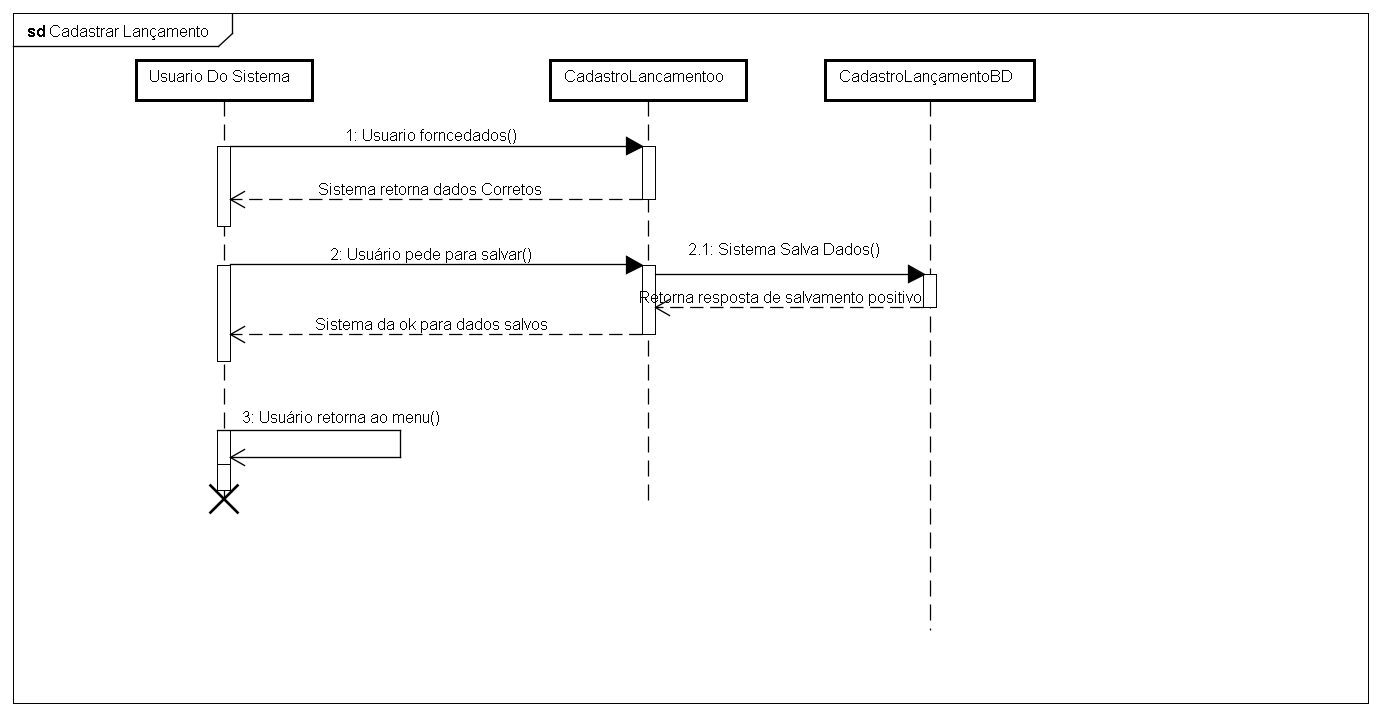 sd Cadastrar Lançamento
Usuario Do Sistema
CadastroLancamentoo
CadastroLançamentoBD
1: Usuario forncedados()
Sistema retorna dados Corretos
2: Usuário pede para salvar()
2.1: Sistema Salva Dados()
Retorna resposta de salvamento positivo
Sistema da ok para dados salvos
3: Usuário retorna ao menu()